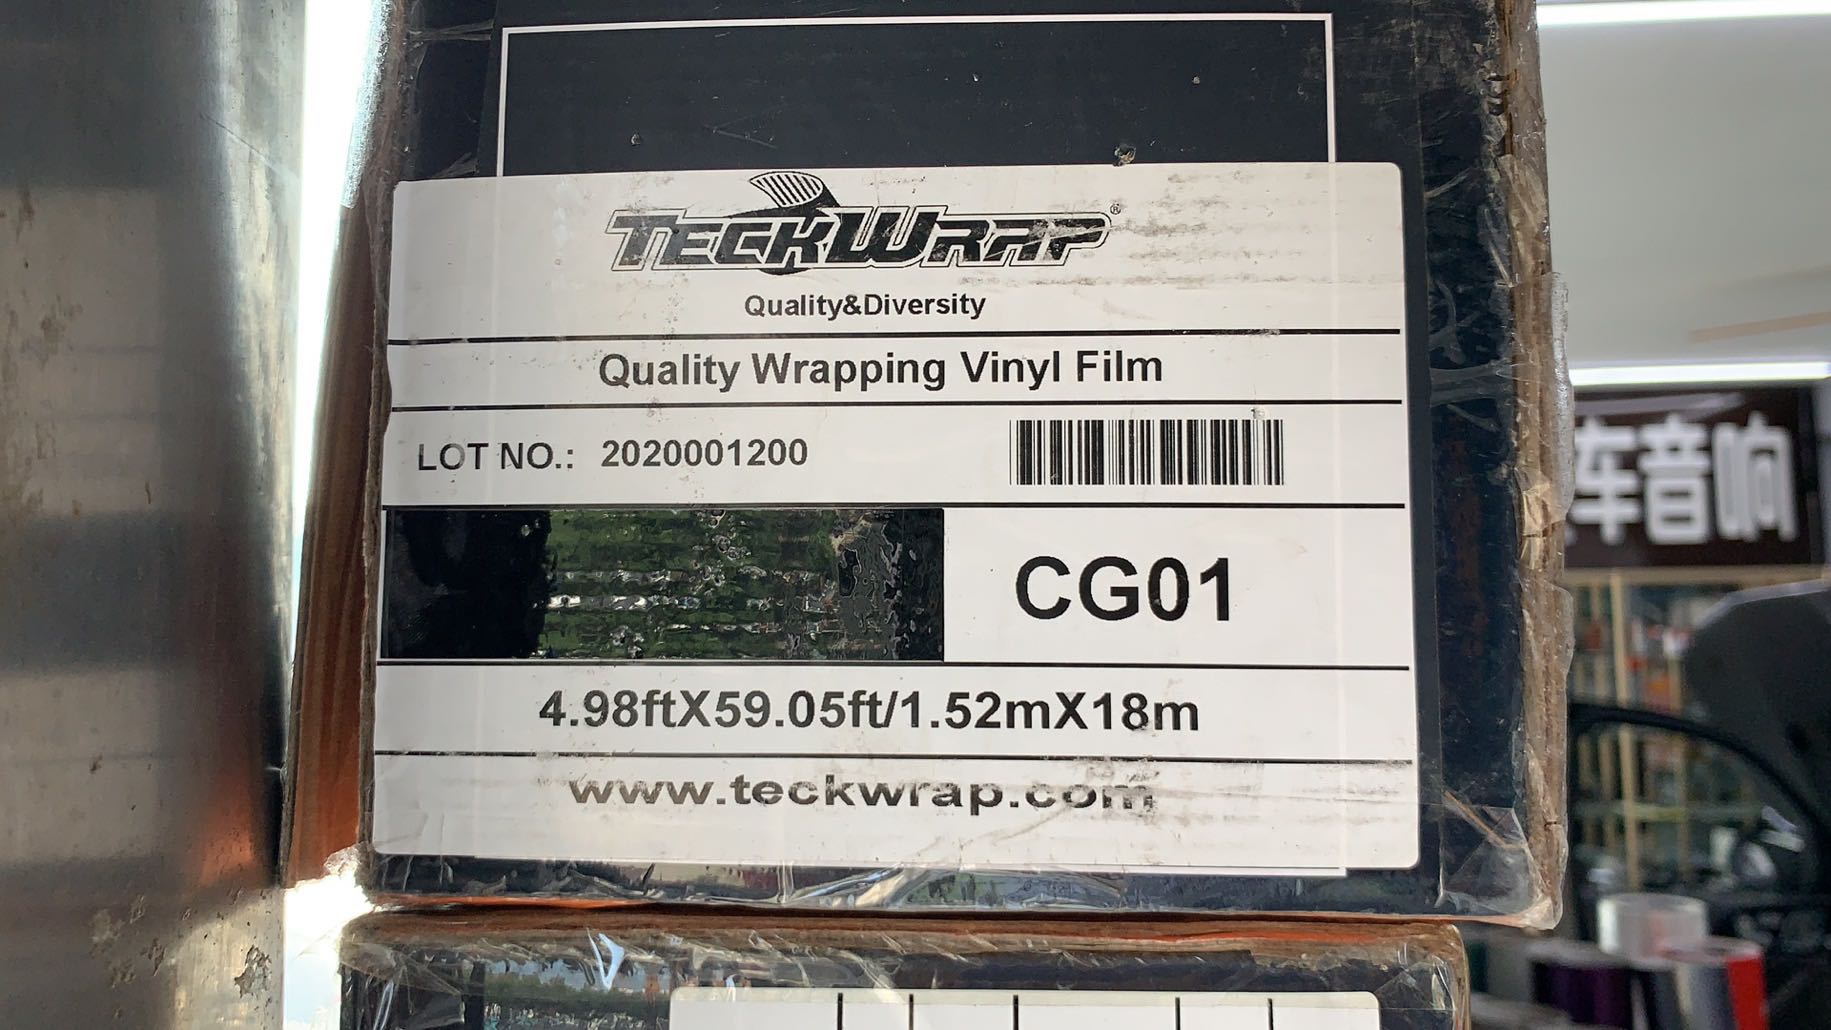 TECKWRAP®
Quality&Diversity
Quality Wrapping Vinyl Film
LOT NO.: 2020001200
CG01
4.98ftX59.05ft/1.52mX18m
www.teckwrap.com
车音响